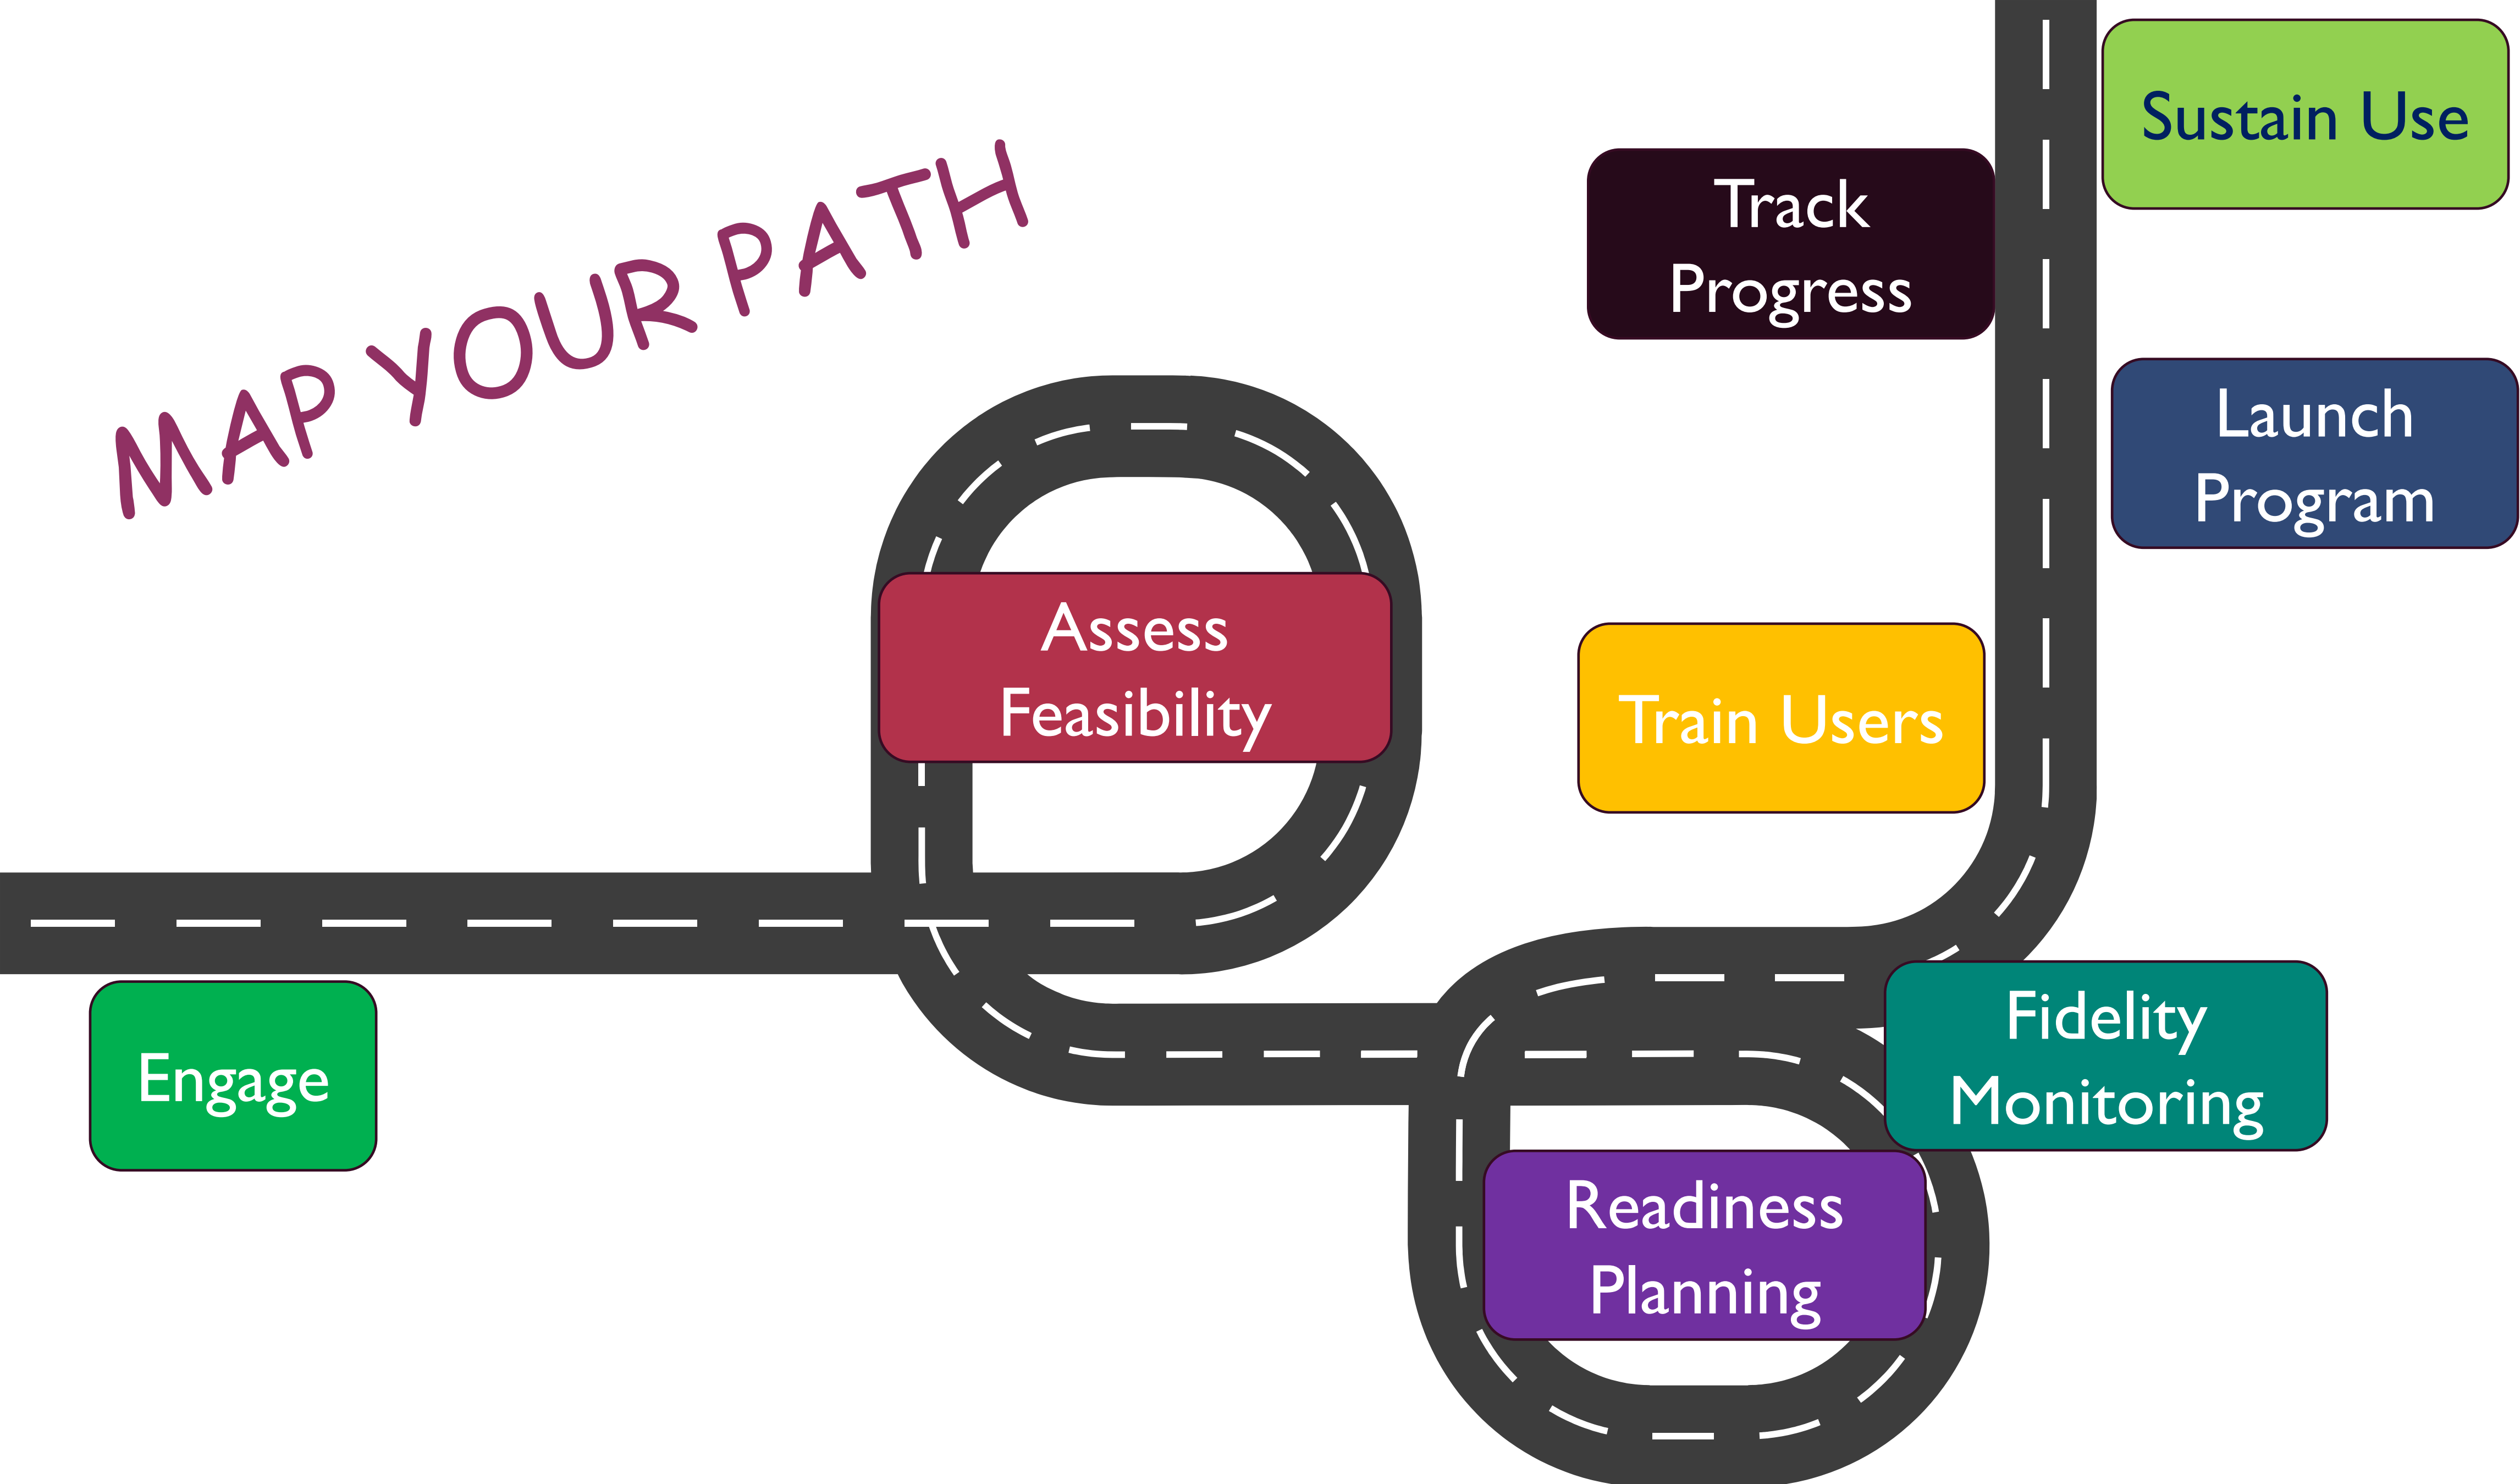 MAP YOUR PATH
Engage
Assess
Feasibility
Readiness
Planning
Fidelity
Monitoring
Train Users
Launch
Program
Track
Progress
Sustain Use